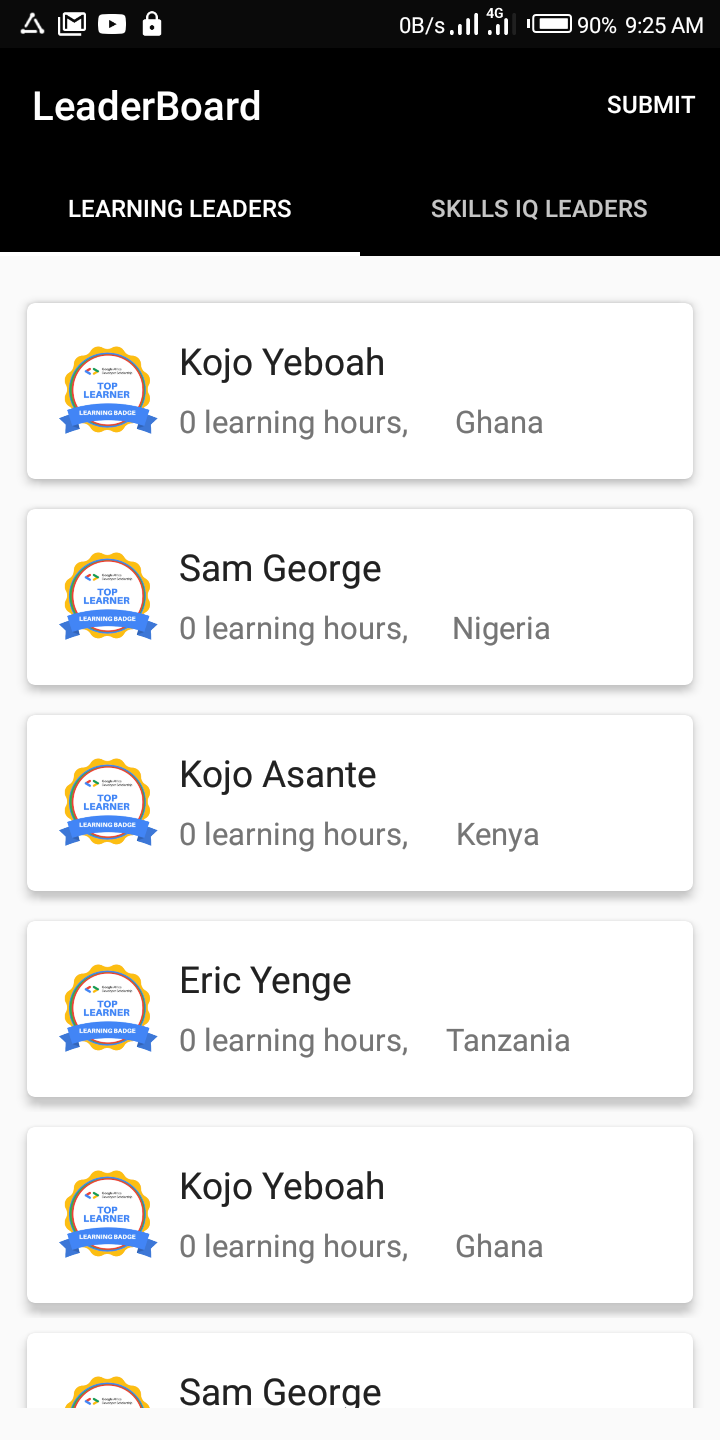 0B/s 4G 90% 9:25 AM
LeaderBoard SUBMIT
LEARNING LEADERS SKILLS IQ LEADERS
Kojo Yeboah
TOP
LEARNER
LEARNING BADGE
0 learning hours, Ghana
Sam George
TOP
LEARNER
LEARNING BADGE
0 learning hours, Nigeria
Kojo Asante
TOP
LEARNER
LEARNING BADGE
0 learning hours, Kenya
Eric Yenge
TOP
LEARNER
LEARNING BADGE
0 learning hours, Tanzania
Kojo Yeboah
TOP
LEARNER
LEARNING BADGE
0 learning hours, Ghana
Sam George